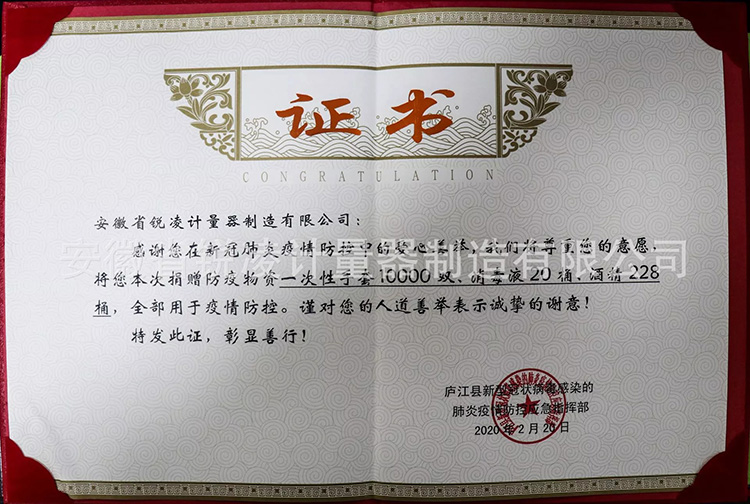 证书
CONGRATULATION
安徽省锐凌计量器制造有限公司：
感谢您在新冠肺炎疫情防控中的爱心善举，我们将尊重您的意愿，
将您本次捐赠防疫物资一次性手套10000双、消毒液20桶、酒精228
桶，全部用于疫情防控。谨对您的人道善举表示诚挚的谢意！
特发此证，彰显善行！
庐江县新型冠状病毒感染的
肺炎疫情防控应急指挥部
2020年2月20日
安徽省锐凌计量器制造有限公司